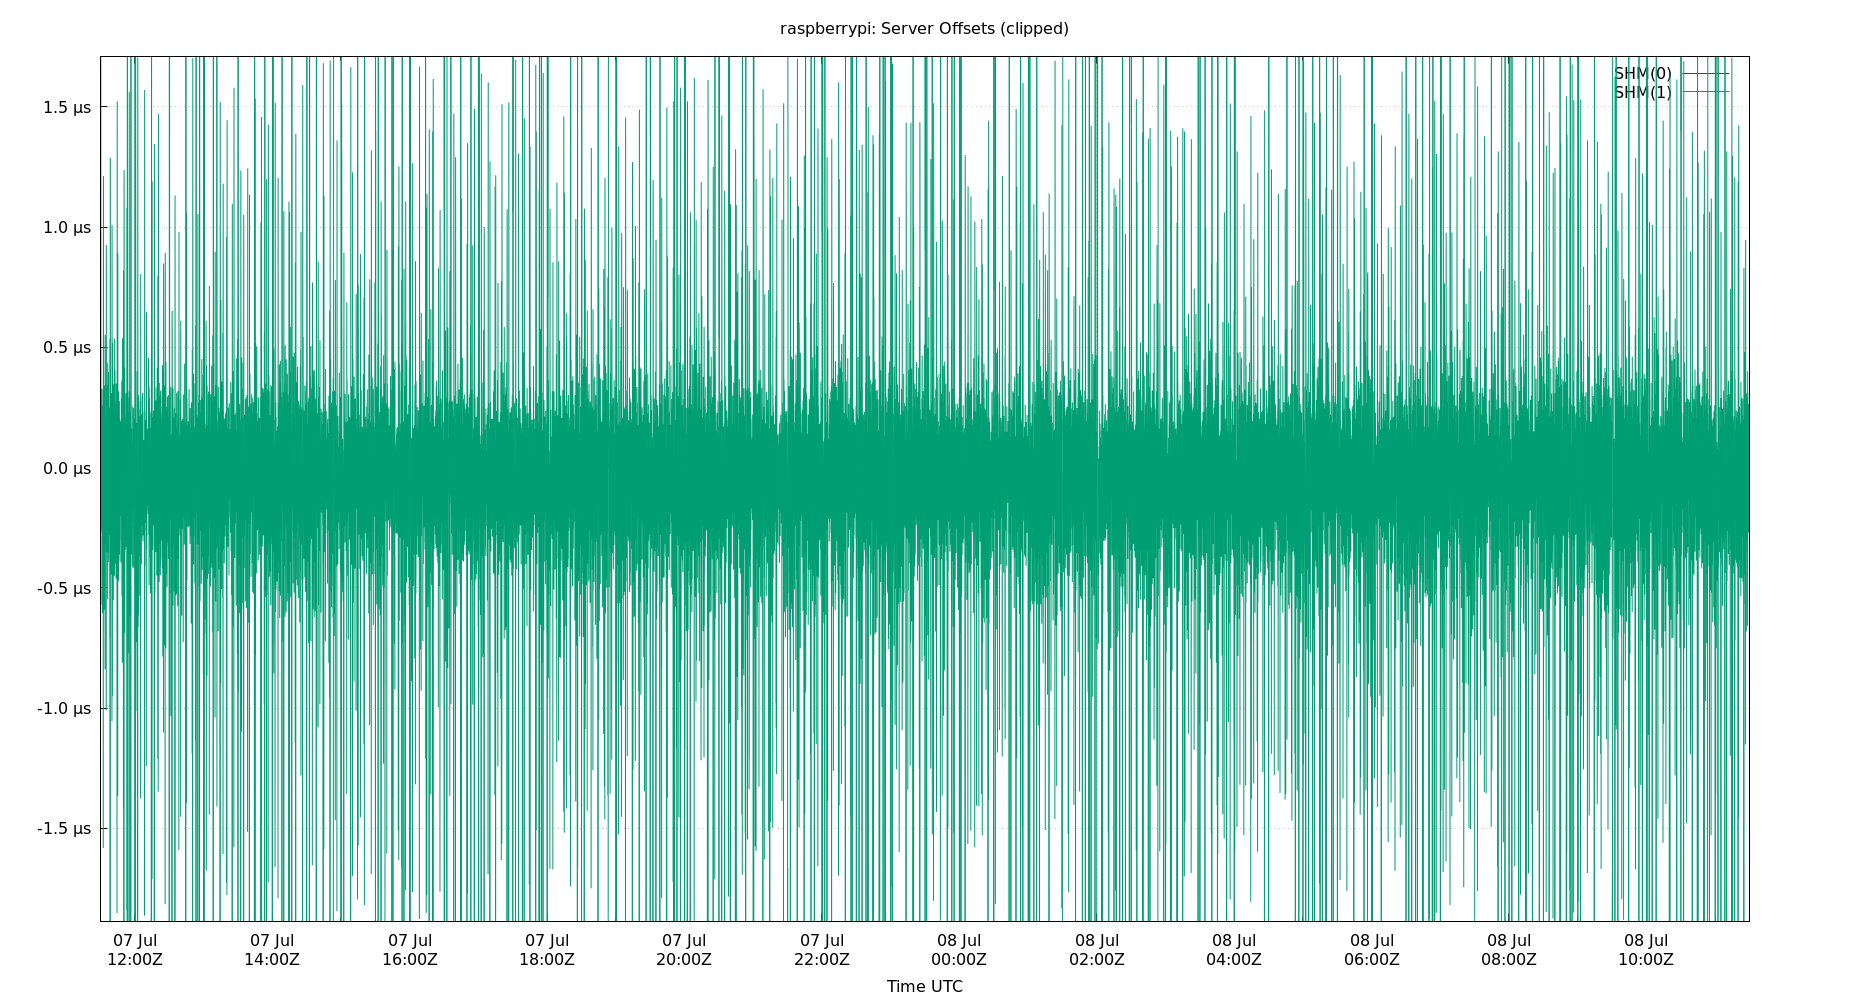 raspberrypi: Server Offsets (clipped)
SHM(0)
SHM(1)
1.5 µs
1.0 µs
0.5 µs
0.0 µs
-0.5 µs
-1.0 µs
-1.5 µs
07 Jul 07 Jul 07 Jul 07 Jul 07 Jul 07 Jul 08 Jul 08 Jul 08 Jul 08 Jul 08 Jul 08 Jul
12:00Z 14:00Z 16:00Z 18:00Z 20:00Z 22:00Z 00:00Z 02:00Z 04:00Z 06:00Z 08:00Z 10:00Z
Time UTC